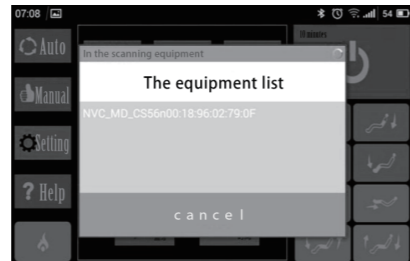 07:08
54
Auto
Manual
Setting
? Help
In the scanning equipment
The equipment list
NVC_MD_CS56n00:18:96:02:79:0F
cancel